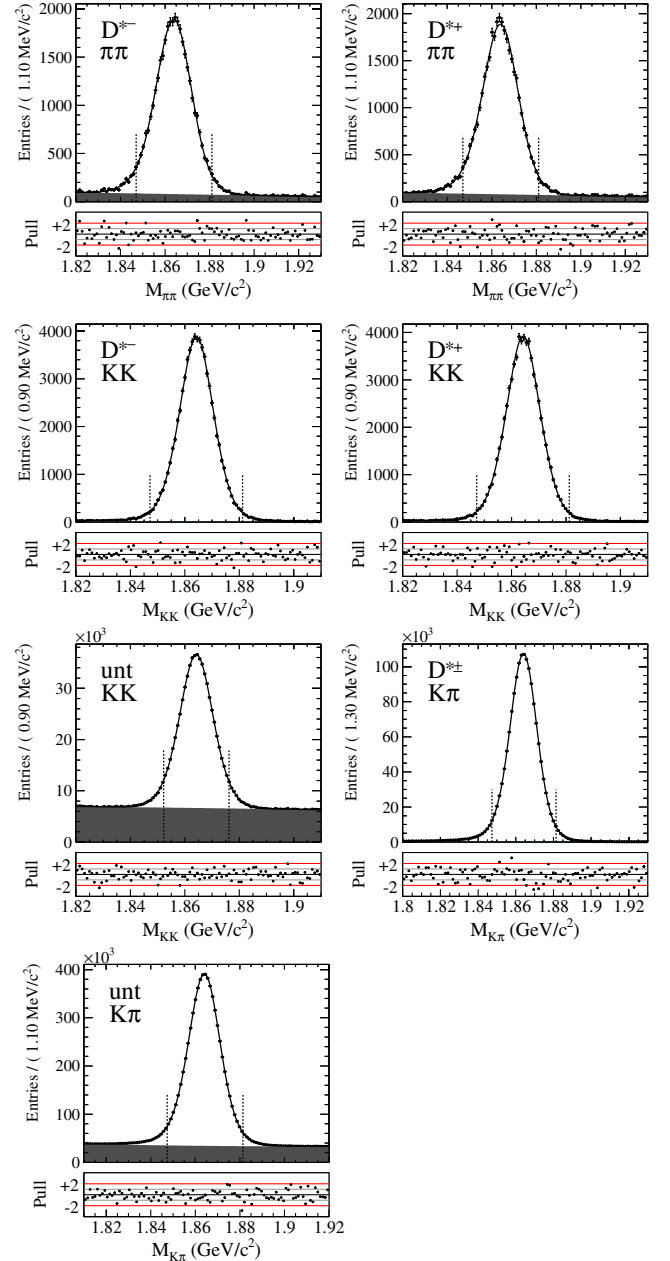 D*− ππ
Entries / ( 1.10 MeV/c²)
2000
1500
1000
500
0
Pull
+2
-2
1.82 1.84 1.86 1.88 1.9 1.92
Mππ (GeV/c²)
D*+ ππ
Entries / ( 1.10 MeV/c²)
2000
1500
1000
500
0
Pull
+2
-2
1.82 1.84 1.86 1.88 1.9 1.92
Mππ (GeV/c²)
D*− KK
Entries / ( 0.90 MeV/c²)
4000
3000
2000
1000
0
Pull
+2
-2
1.82 1.84 1.86 1.88 1.9
MKK (GeV/c²)
D*+ KK
Entries / ( 0.90 MeV/c²)
4000
3000
2000
1000
0
Pull
+2
-2
1.82 1.84 1.86 1.88 1.9
MKK (GeV/c²)
×10³
unt KK
Entries / ( 0.90 MeV/c²)
30
20
10
0
Pull
+2
-2
1.82 1.84 1.86 1.88 1.9
MKK (GeV/c²)
×10³
D*± Kπ
Entries / ( 1.30 MeV/c²)
100
80
60
40
20
0
Pull
+2
-2
1.8 1.82 1.84 1.86 1.88 1.9 1.92
MKπ (GeV/c²)
×10³
unt Kπ
Entries / ( 1.10 MeV/c²)
400
300
200
100
0
Pull
+2
-2
1.82 1.84 1.86 1.88 1.9 1.92
MKπ (GeV/c²)